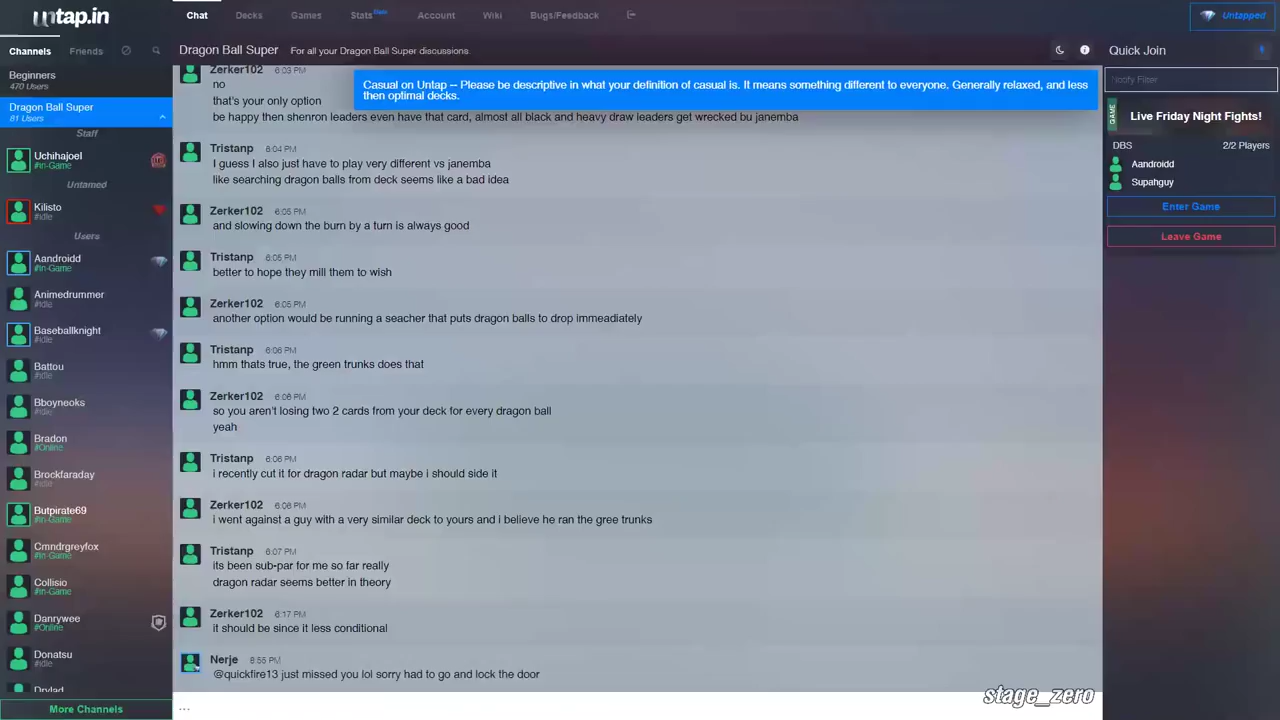 untap.in
Chat
Decks
Games
Stats Beta
Account
Wiki
Bugs/Feedback
Untapped
Channels
Friends
Beginners
470 Users
Dragon Ball Super
81 Users
Staff
Uchihajoel
#In-Game
Untamed
Kilisto
#Idle
Users
Aandroidd
#In-Game
Animedrummer
#Idle
Baseballknight
#Idle
Battou
#Idle
Bboyneoks
#Idle
Bradon
#Online
Brockfaraday
#Idle
Butpirate69
#In-Game
Cmndrgreyfox
#In-Game
Collisio
#In-Game
Danrywee
#Online
Donatsu
#Idle
Drylad
More Channels
Dragon Ball Super
For all your Dragon Ball Super discussions.
Casual on Untap -- Please be descriptive in what your definition of casual is. It means something different to everyone. Generally relaxed, and less
then optimal decks.
Zerker102 6:03 PM
no
that's your only option
be happy then shenron leaders even have that card, almost all black and heavy draw leaders get wrecked bu janemba
Tristanp 6:04 PM
I guess I also just have to play very different vs janemba
like searching dragon balls from deck seems like a bad idea
Zerker102 6:05 PM
and slowing down the burn by a turn is always good
Tristanp 6:05 PM
better to hope they mill them to wish
Zerker102 6:05 PM
another option would be running a seacher that puts dragon balls to drop immeadiately
Tristanp 6:06 PM
hmm thats true, the green trunks does that
Zerker102 6:06 PM
so you aren't losing two 2 cards from your deck for every dragon ball
yeah
Tristanp 6:06 PM
i recently cut it for dragon radar but maybe i should side it
Zerker102 6:06 PM
i went against a guy with a very similar deck to yours and i believe he ran the gree trunks
Tristanp 6:07 PM
its been sub-par for me so far really
dragon radar seems better in theory
Zerker102 6:17 PM
it should be since it less conditional
Nerje 8:55 PM
@quickfire13 just missed you lol sorry had to go and lock the door
...
Quick Join
Notify Filter
GAME
Live Friday Night Fights!
DBS
2/2 Players
Aandroidd
Supahguy
Enter Game
Leave Game
stage_zero